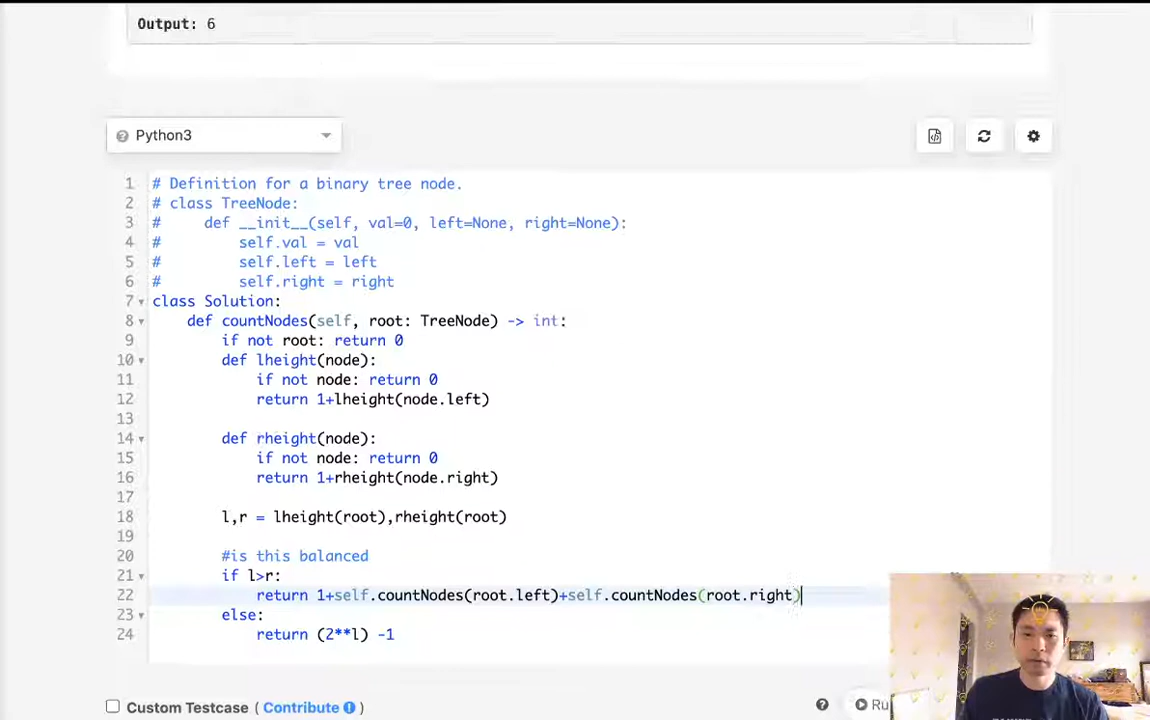 Output: 6
Python3
1 # Definition for a binary tree node.
2 # class TreeNode:
3 #     def __init__(self, val=0, left=None, right=None):
4 #         self.val = val
5 #         self.left = left
6 #         self.right = right
7 class Solution:
8     def countNodes(self, root: TreeNode) -> int:
9         if not root: return 0
10         def lheight(node):
11             if not node: return 0
12             return 1+lheight(node.left)
13
14         def rheight(node):
15             if not node: return 0
16             return 1+rheight(node.right)
17
18         l,r = lheight(root),rheight(root)
19
20         #is this balanced
21         if l>r:
22             return 1+self.countNodes(root.left)+self.countNodes(root.right)
23         else:
24             return (2**l) -1
Custom Testcase ( Contribute )